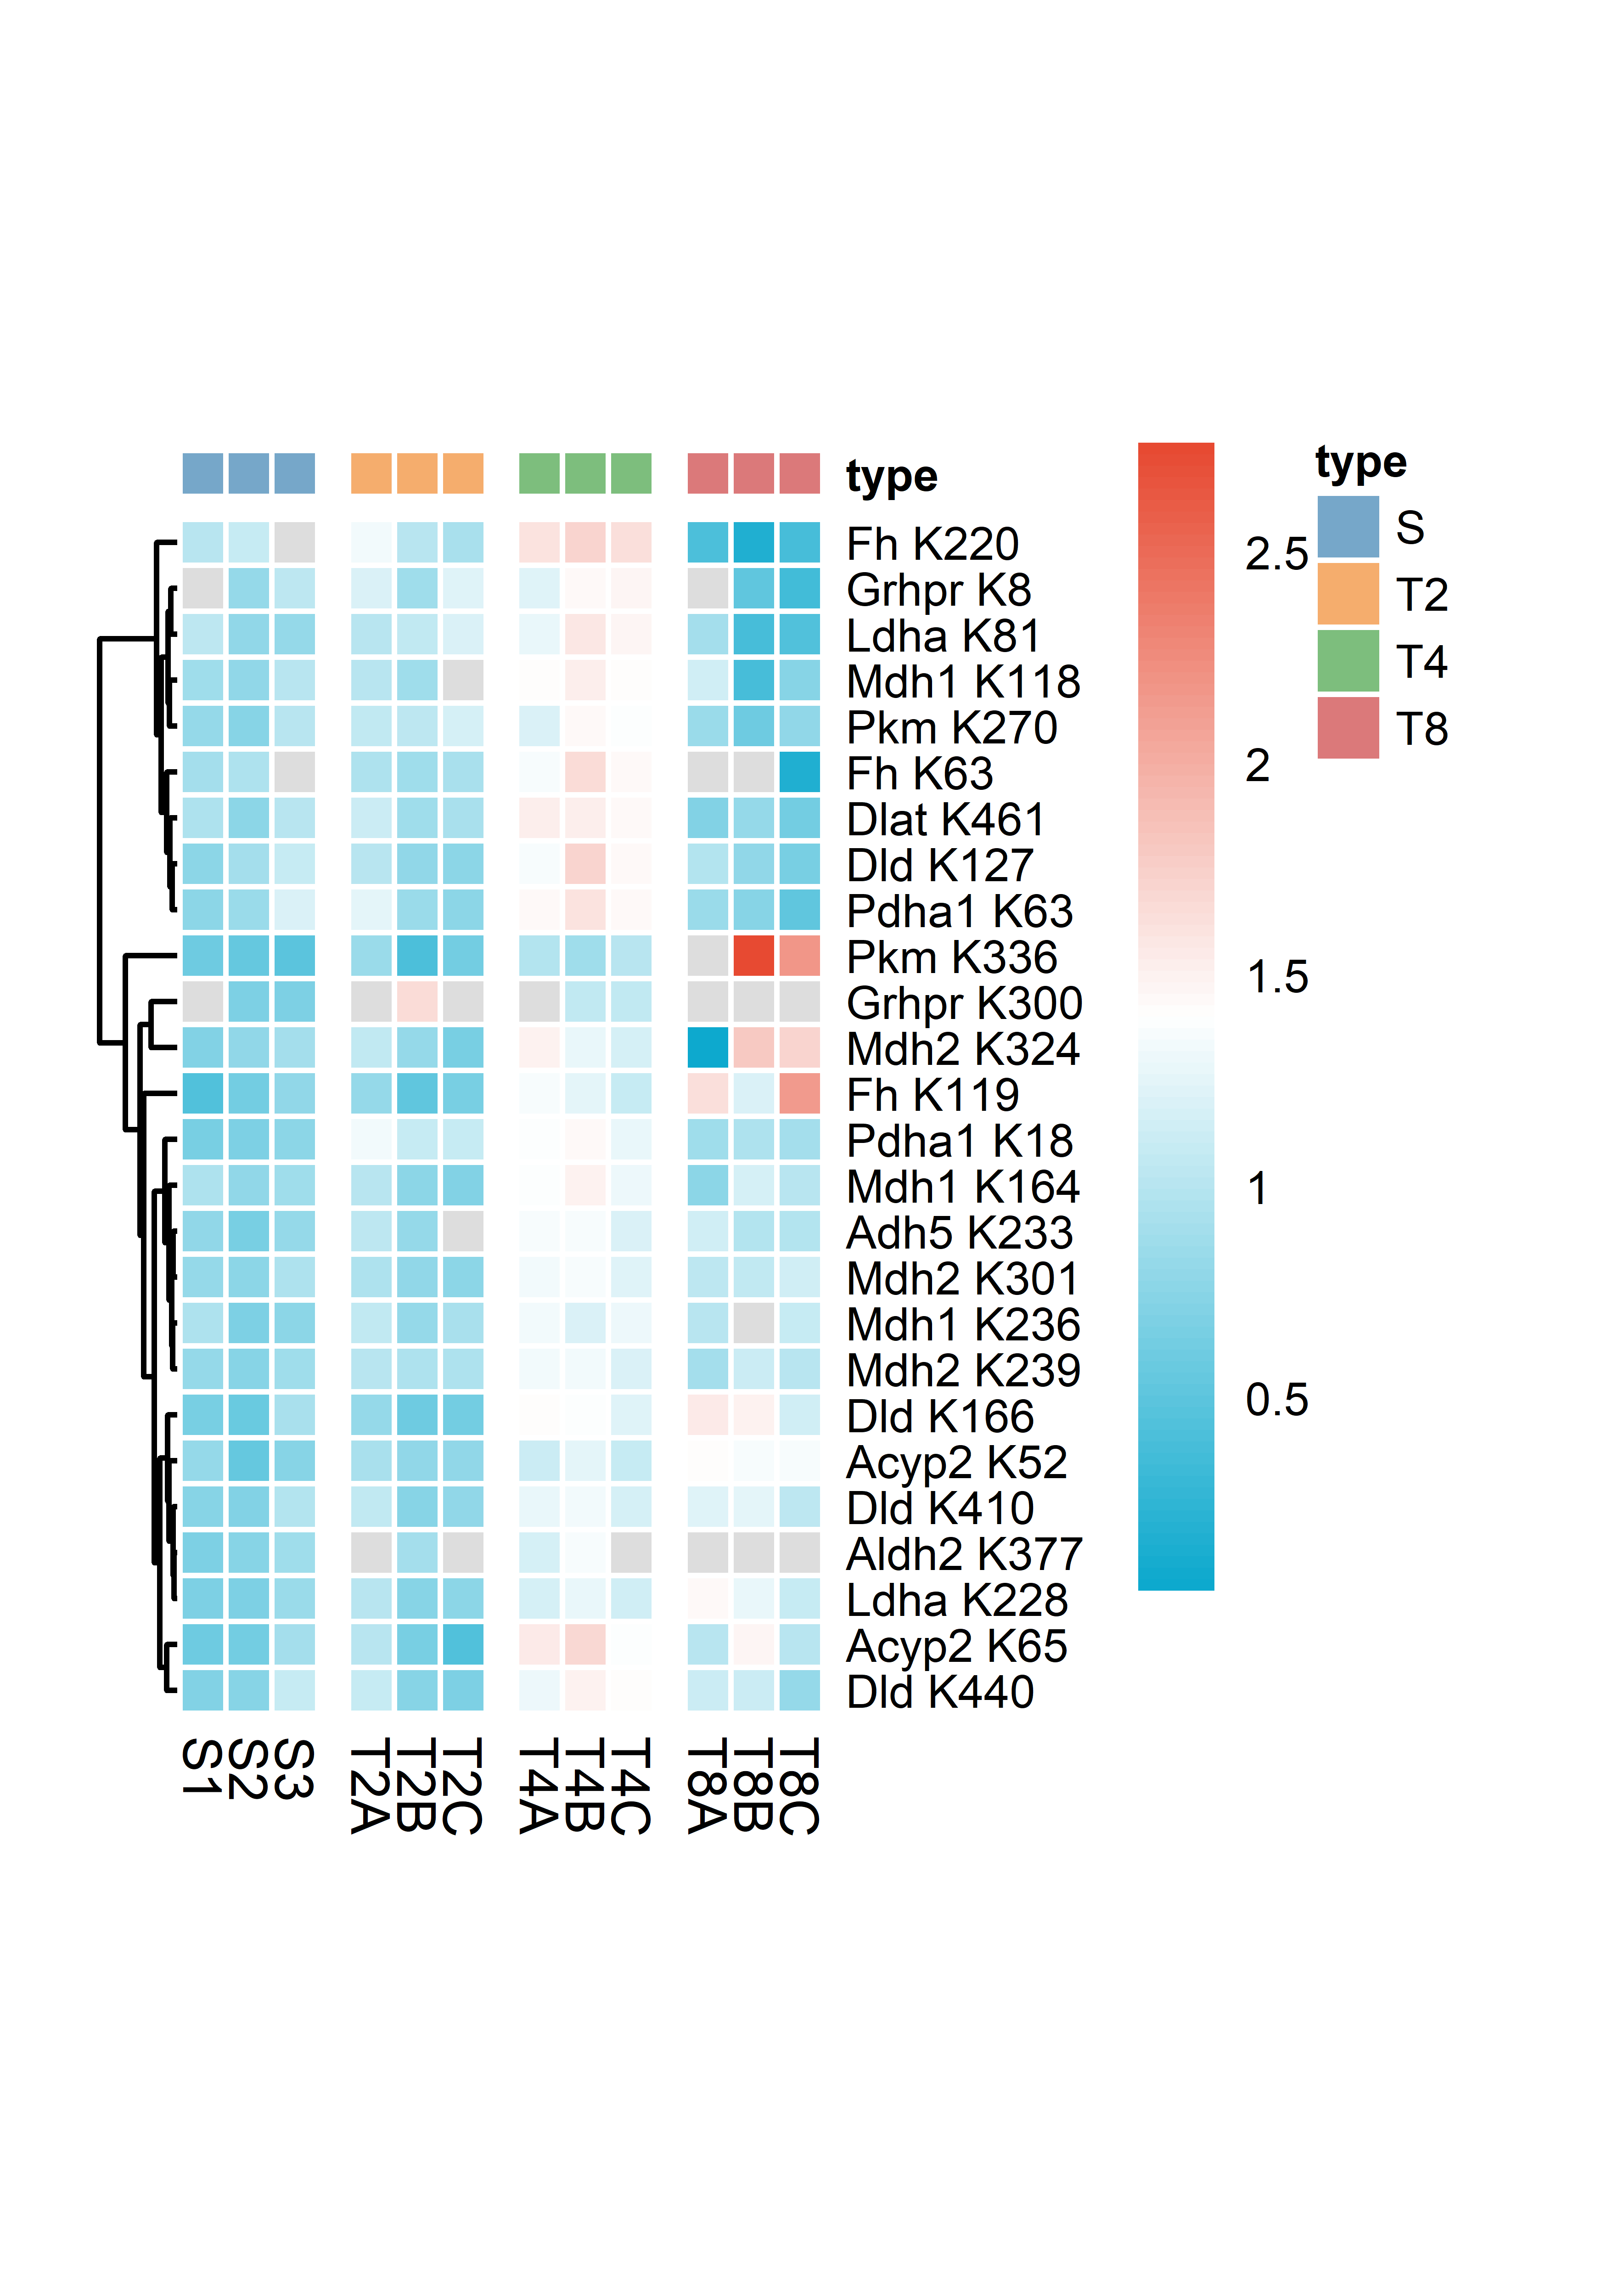 type
Fh K220
Grhpr K8
Ldha K81
Mdh1 K118
Pkm K270
Fh K63
Dlat K461
Dld K127
Pdha1 K63
Pkm K336
Grhpr K300
Mdh2 K324
Fh K119
Pdha1 K18
Mdh1 K164
Adh5 K233
Mdh2 K301
Mdh1 K236
Mdh2 K239
Dld K166
Acyp2 K52
Dld K410
Aldh2 K377
Ldha K228
Acyp2 K65
Dld K440
S1
S2
S3
T2A
T2B
T2C
T4A
T4B
T4C
T8A
T8B
T8C
2.5
2
1.5
1
0.5
type
S
T2
T4
T8